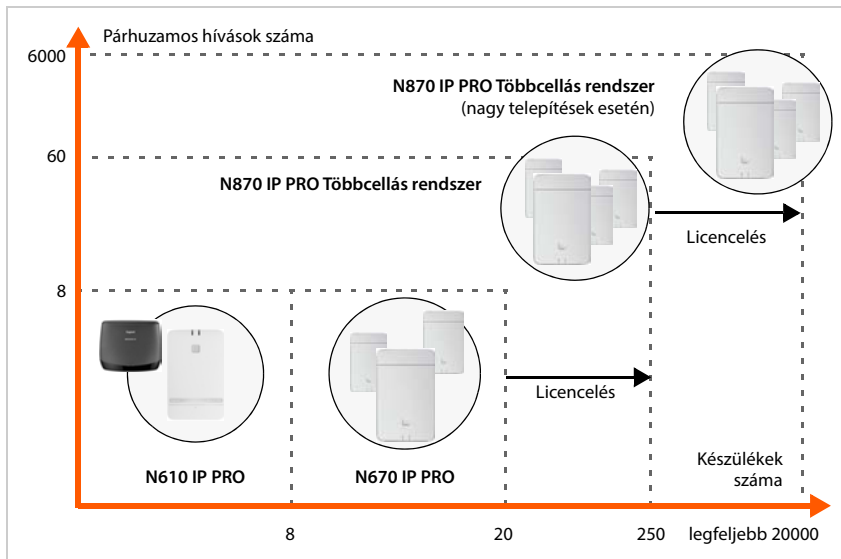 Párhuzamos hívások száma
6000
N870 IP PRO Többcellás rendszer
(nagy telepítések esetén)
60
N870 IP PRO Többcellás rendszer
Licencelés
8
Licencelés
N610 IP PRO
N670 IP PRO
Készülékek
száma
8
20
250
legfeljebb 20000